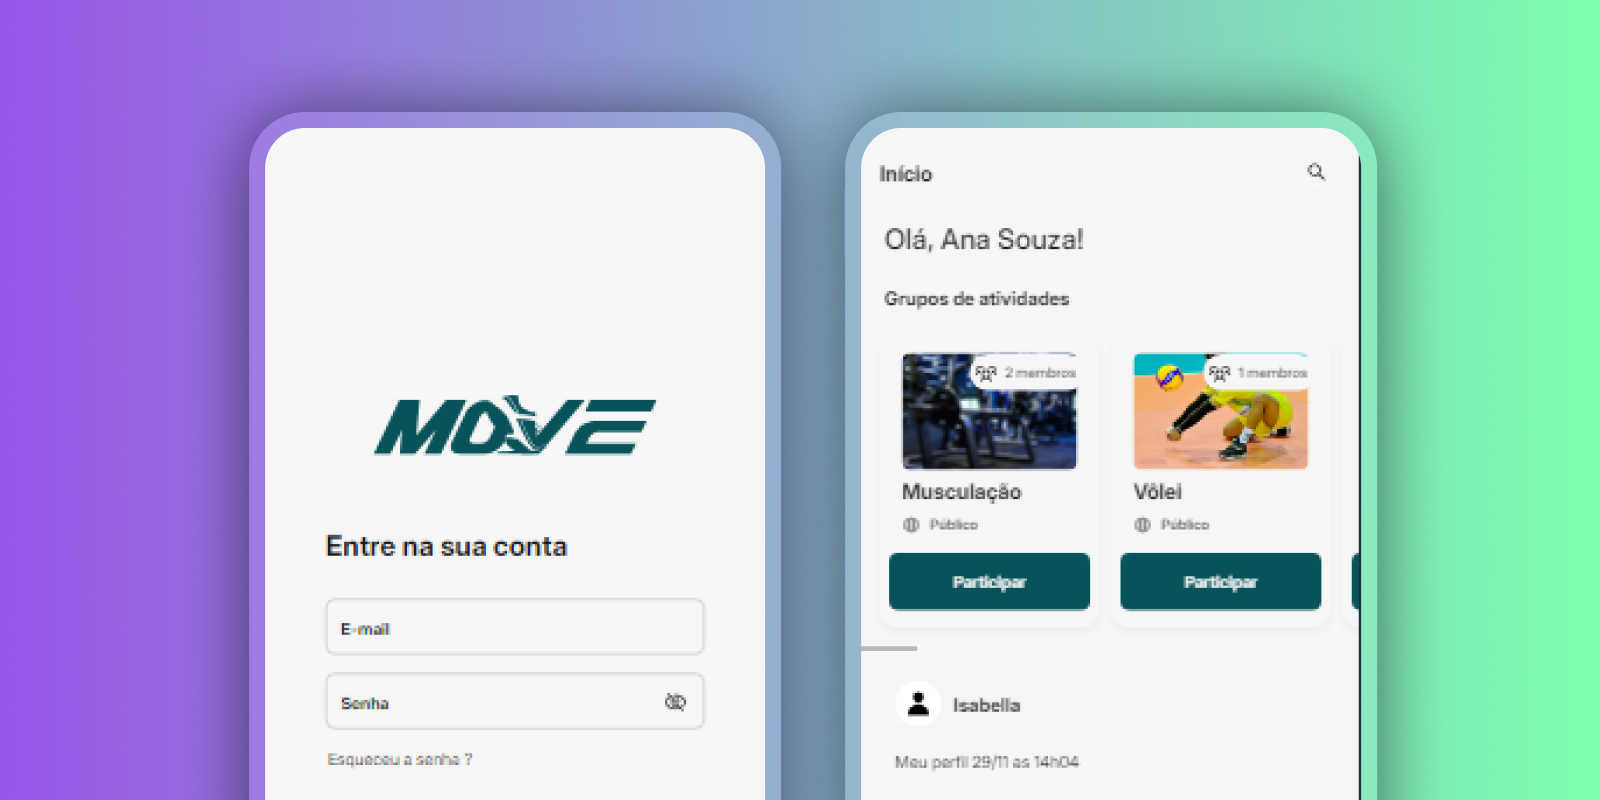 MOVE
Entre na sua conta
E-mail
Senha
Esqueceu a senha ?
Início
Olá, Ana Souza!
Grupos de atividades
2 membros
1 membros
Musculação
Vôlei
Público
Público
Participar
Participar
Isabella
Meu perfil 29/11 as 14h04